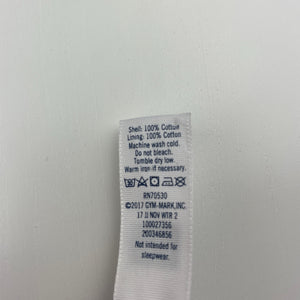 Shell: 100% Cotton
Lining: 100% Cotton
Machine wash cold.
Do not bleach.
Tumble dry low.
Warm iron if necessary.
RN70530
©2017 GYM-MARK, INC.
17 II NOV WTR 2
100027356
200346856
Not intended for
sleepwear.